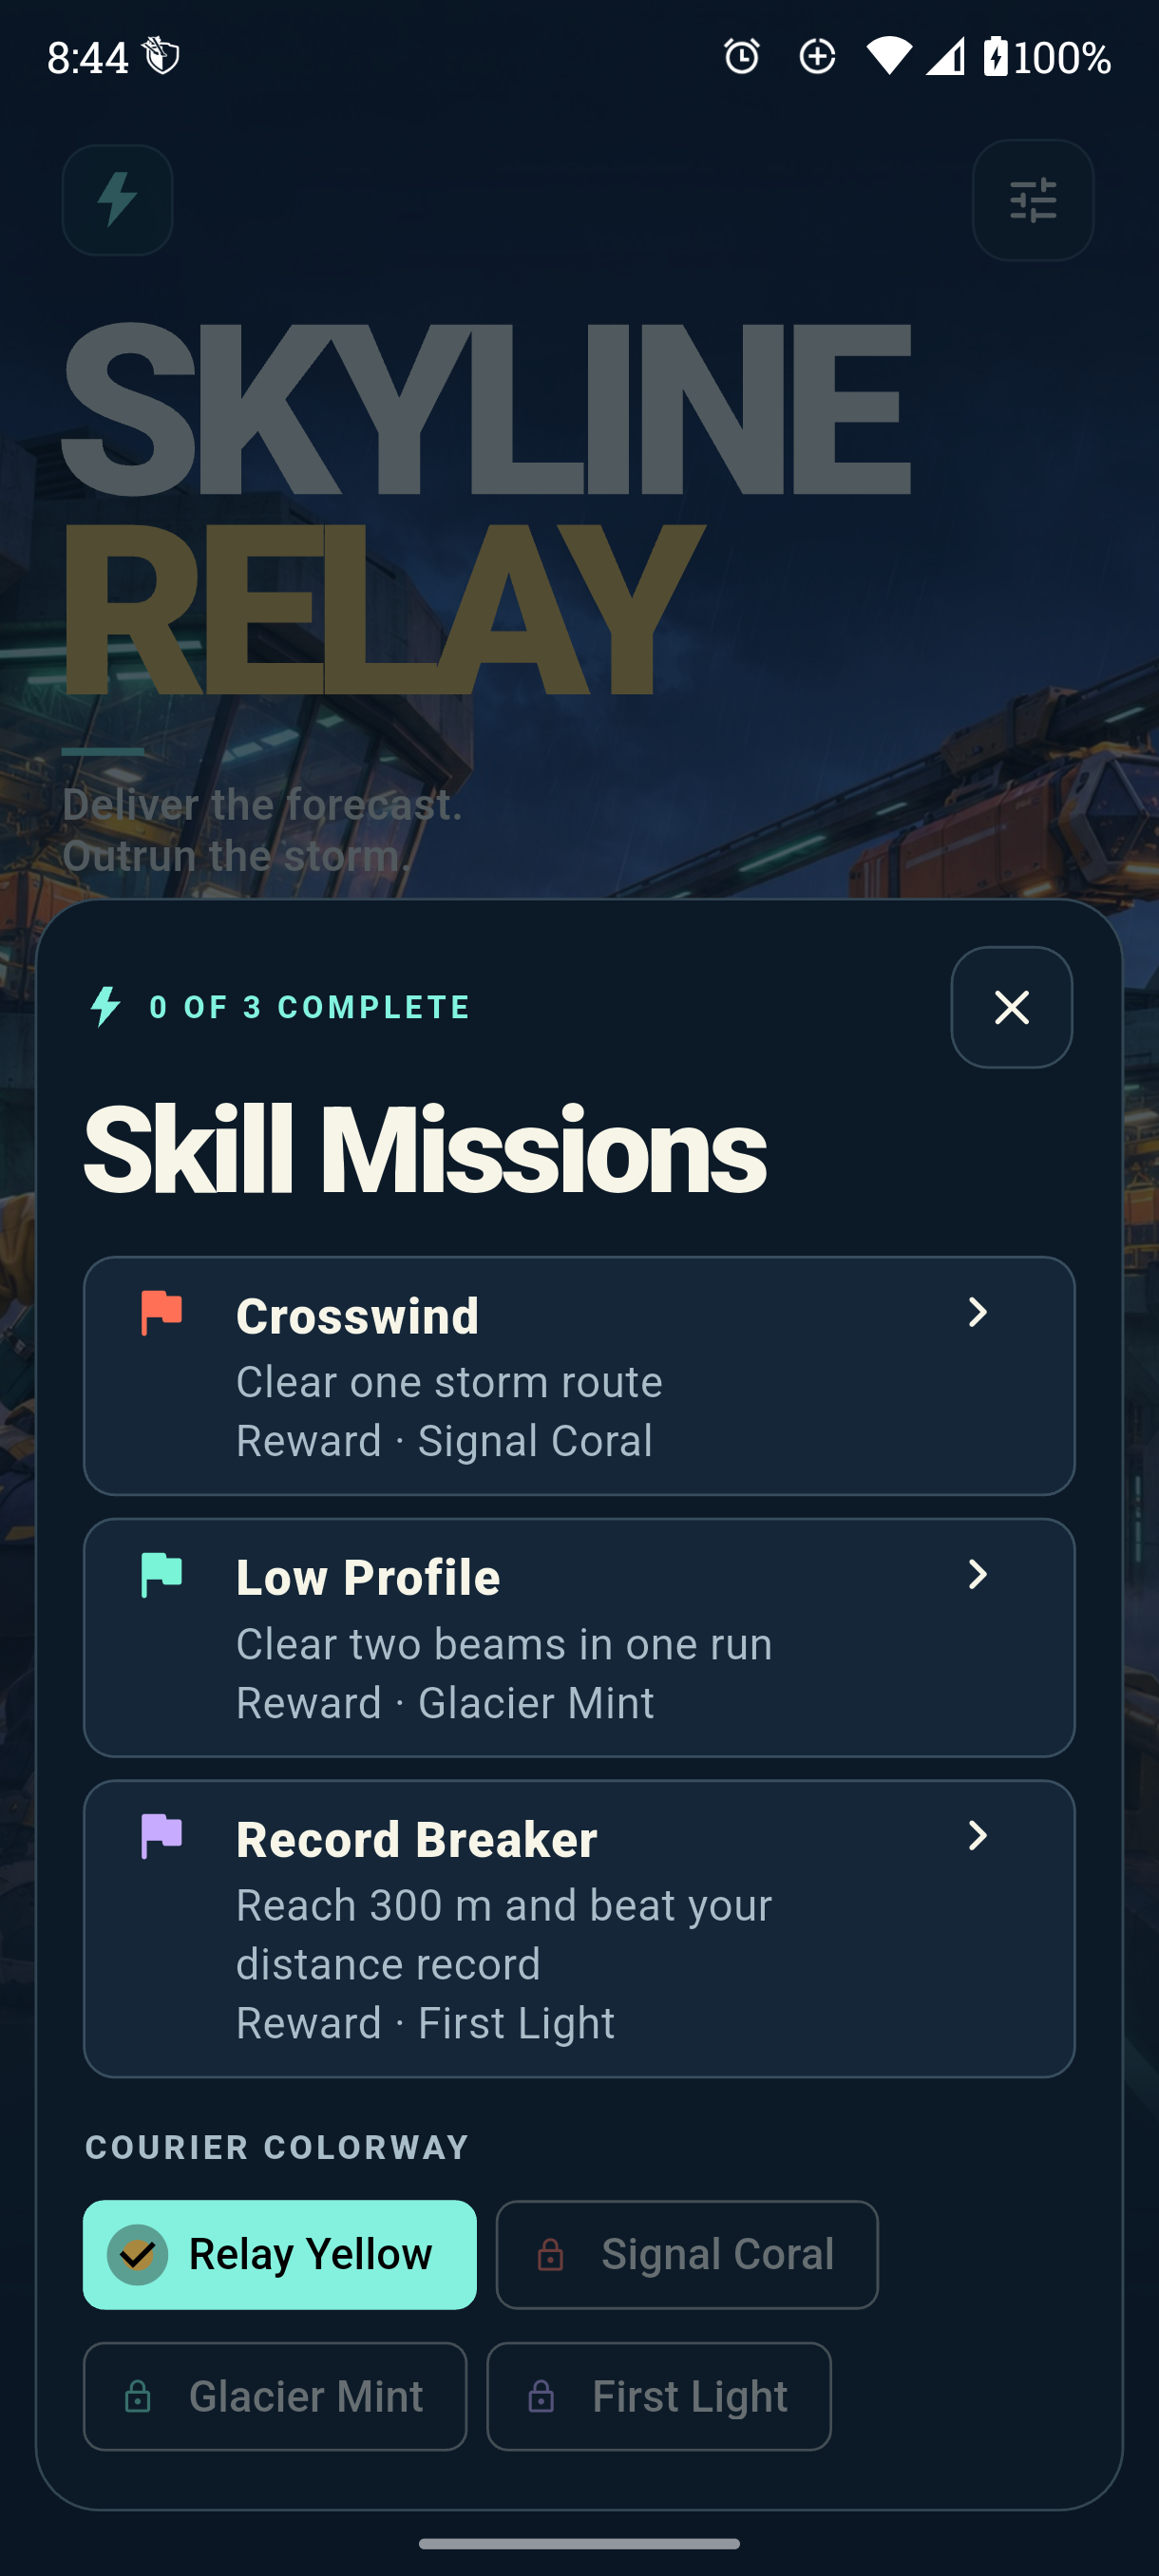 8:44
100%
SKYLINE
RELAY
Deliver the forecast.
Outrun the storm.
0 OF 3 COMPLETE
Skill Missions
Crosswind
Clear one storm route
Reward · Signal Coral
Low Profile
Clear two beams in one run
Reward · Glacier Mint
Record Breaker
Reach 300 m and beat your
distance record
Reward · First Light
COURIER COLORWAY
Relay Yellow
Signal Coral
Glacier Mint
First Light